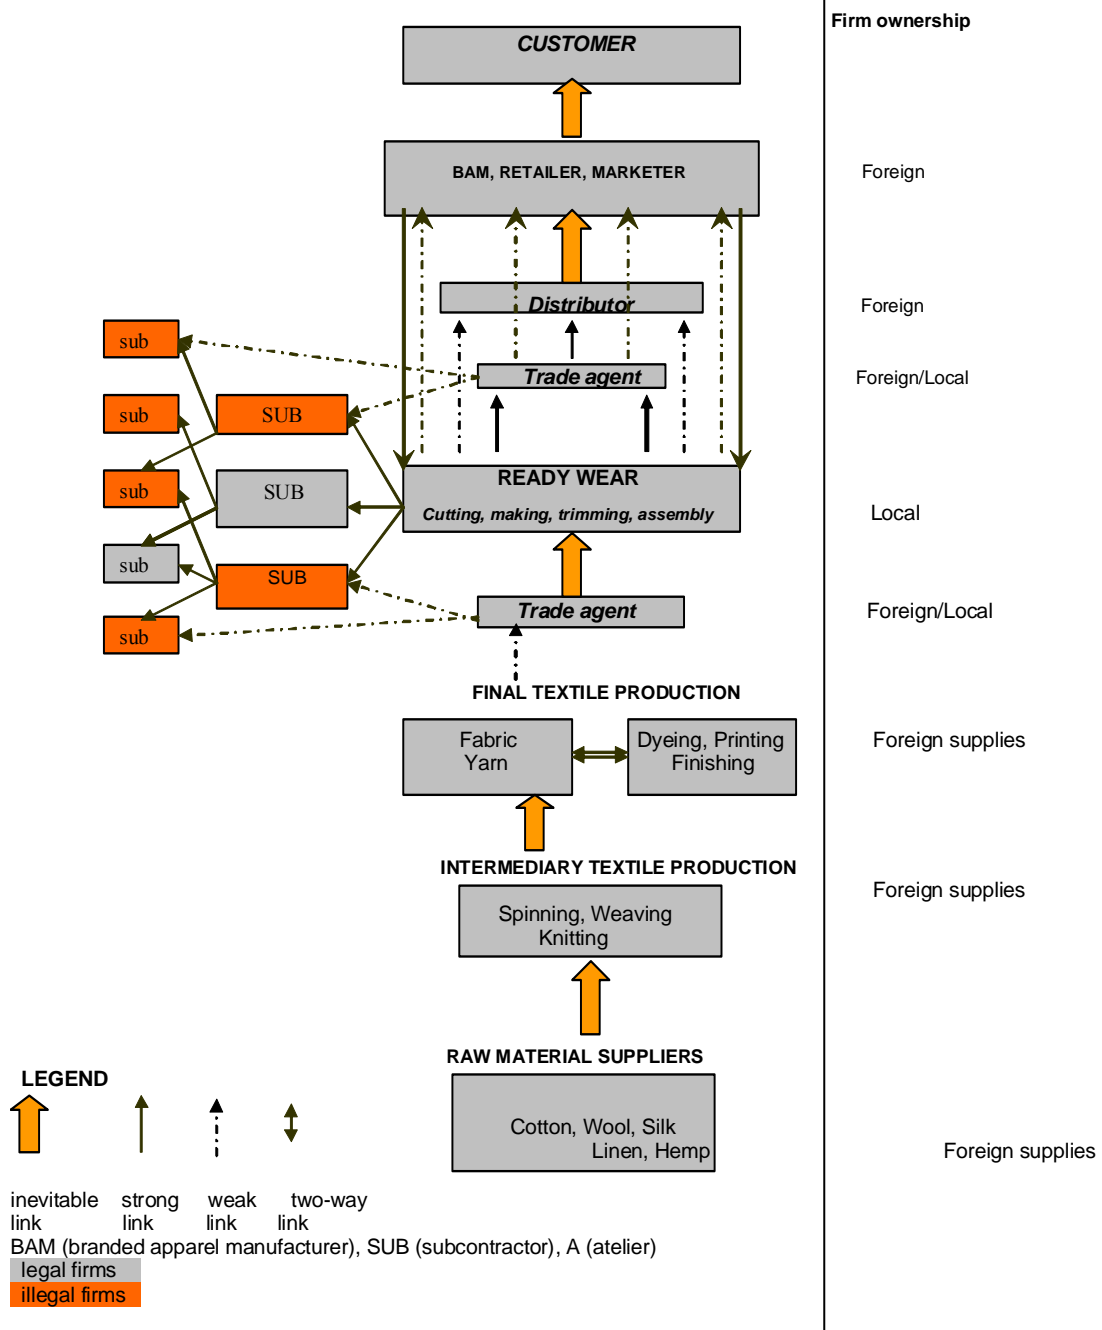 Firm ownership
CUSTOMER
BAM, RETAILER, MARKETER
Foreign
Distributor
Foreign
sub
Trade agent
Foreign/Local
sub
SUB
READY WEAR
Cutting, making, trimming, assembly
Local
sub
SUB
sub
SUB
Trade agent
Foreign/Local
sub
FINAL TEXTILE PRODUCTION
Fabric
Yarn
Dyeing, Printing
Finishing
Foreign supplies
INTERMEDIARY TEXTILE PRODUCTION
Foreign supplies
Spinning, Weaving
Knitting
RAW MATERIAL SUPPLIERS
Cotton, Wool, Silk
Linen, Hemp
Foreign supplies
LEGEND
inevitable link
strong link
weak link
two-way link
BAM (branded apparel manufacturer), SUB (subcontractor), A (atelier)
legal firms
illegal firms